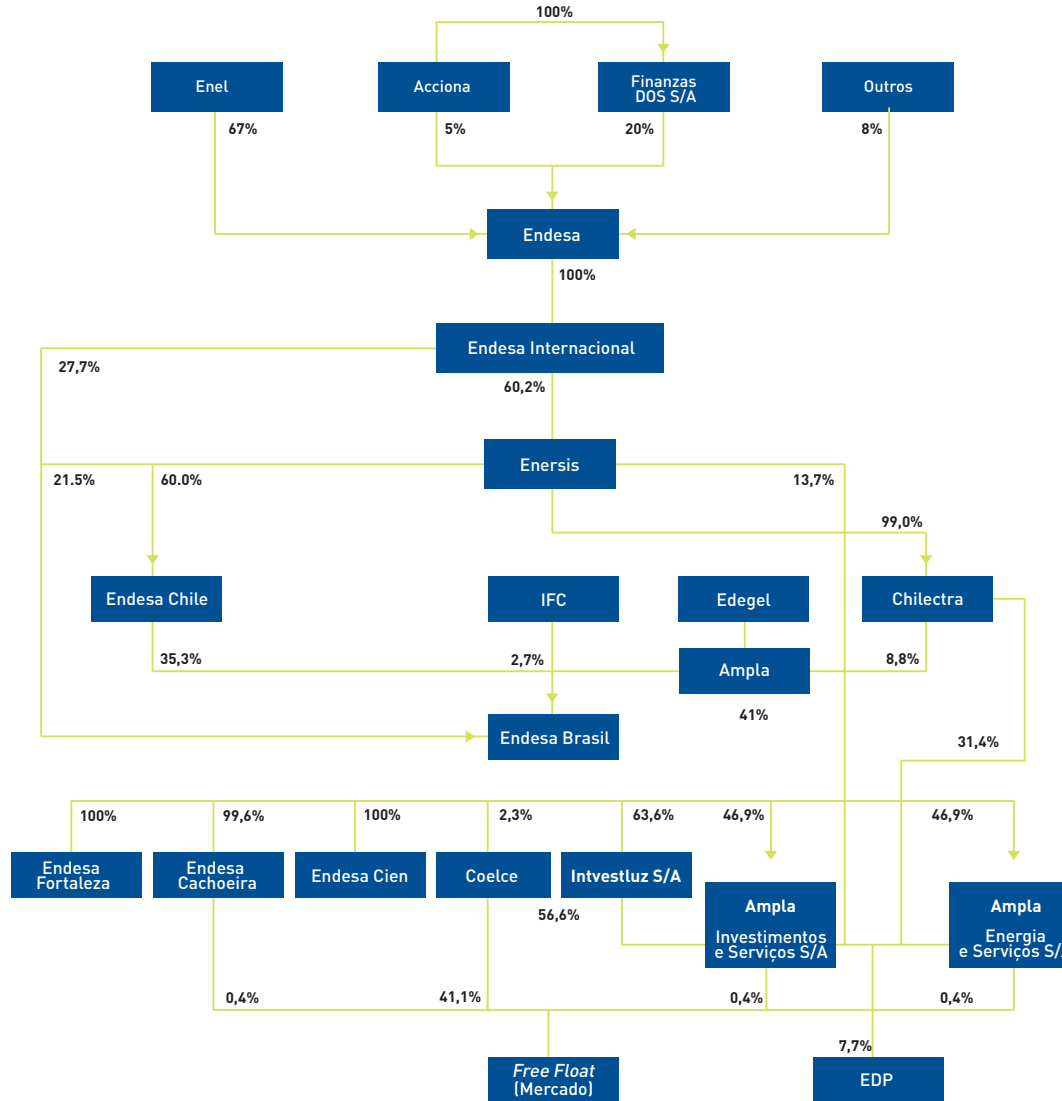 100%
Enel
Acciona
Finanzas
DOS S/A
Outros
67%
5%
20%
8%
Endesa
100%
Endesa Internacional
27,7%
60,2%
Enersis
21.5%
60.0%
13,7%
99,0%
Endesa Chile
IFC
Edegel
Chilectra
35,3%
2,7%
Ampla
8,8%
41%
Endesa Brasil
31,4%
100%
99,6%
100%
2,3%
63,6%
46,9%
46,9%
Endesa
Fortaleza
Endesa
Cachoeira
Endesa Cien
Coelce
Intvestluz S/A
56,6%
Ampla
Investimentos
e Serviços S/A
Ampla
Energia
e Serviços S/A
0,4%
41,1%
0,4%
0,4%
Free Float
(Mercado)
7,7%
EDP